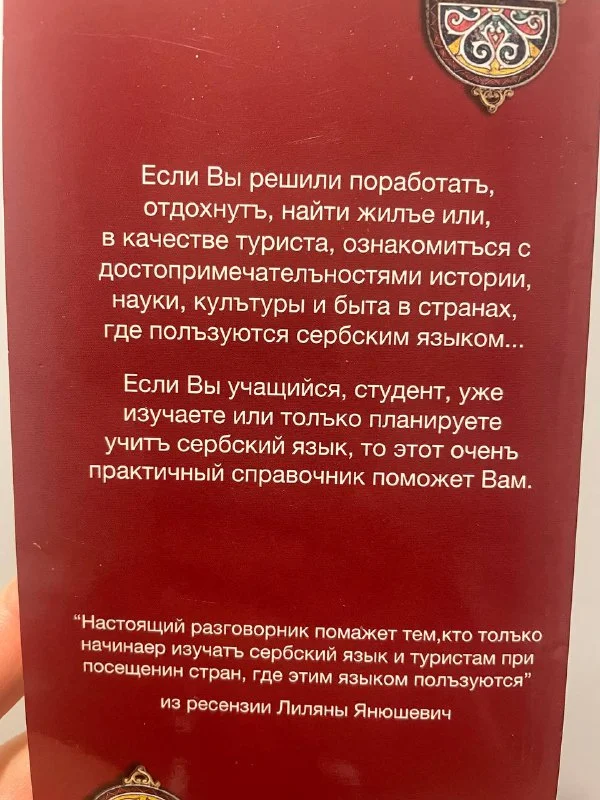 Если Вы решили поработатъ,
отдохнутъ, найти жилъе или,
в качестве туриста, ознакомитъся с
достопримечателъностями истории,
науки, кулътуры и быта в странах,
где полъзуются сербским языком...
Если Вы учащийся, студент, уже
изучаете или толъко планируете
учитъ сербский язык, то этот оченъ
практичный справочник поможет Вам.
“Настоящий разговорник помажет тем,кто толъко
начинаер изучатъ сербский язык и туристам при
посещенин стран, где этим языком полъзуются”
из ресензии Лиляны Янюшевич